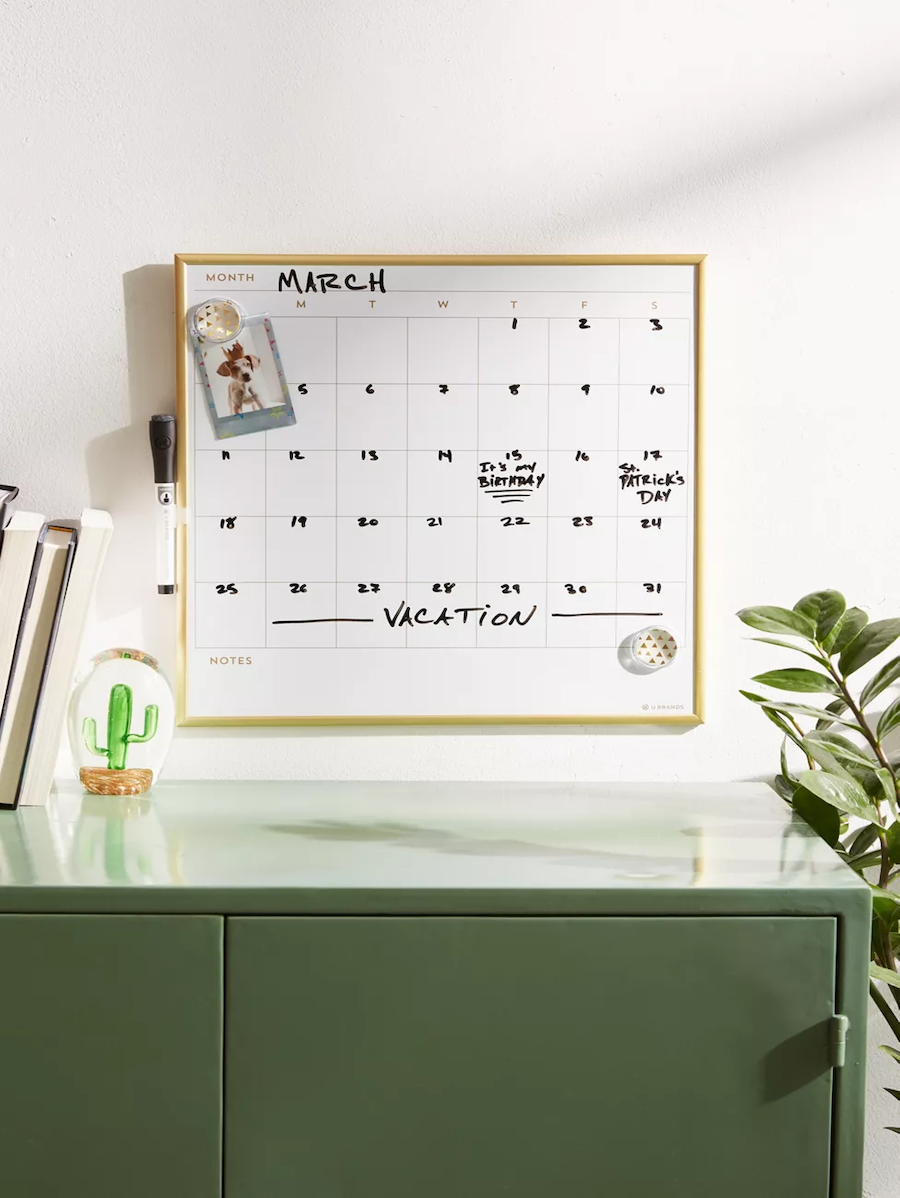 MONTH MARCH
M T W T F S
1 2 3
5 6 7 8 9 10
11 12 13 14 15 16 17
It's my
BIRTHDAY
St.
PATRICK'S
DAY
18 19 20 21 22 23 24
25 26 27 28 29 30 31
VACATION
NOTES
U BRANDS